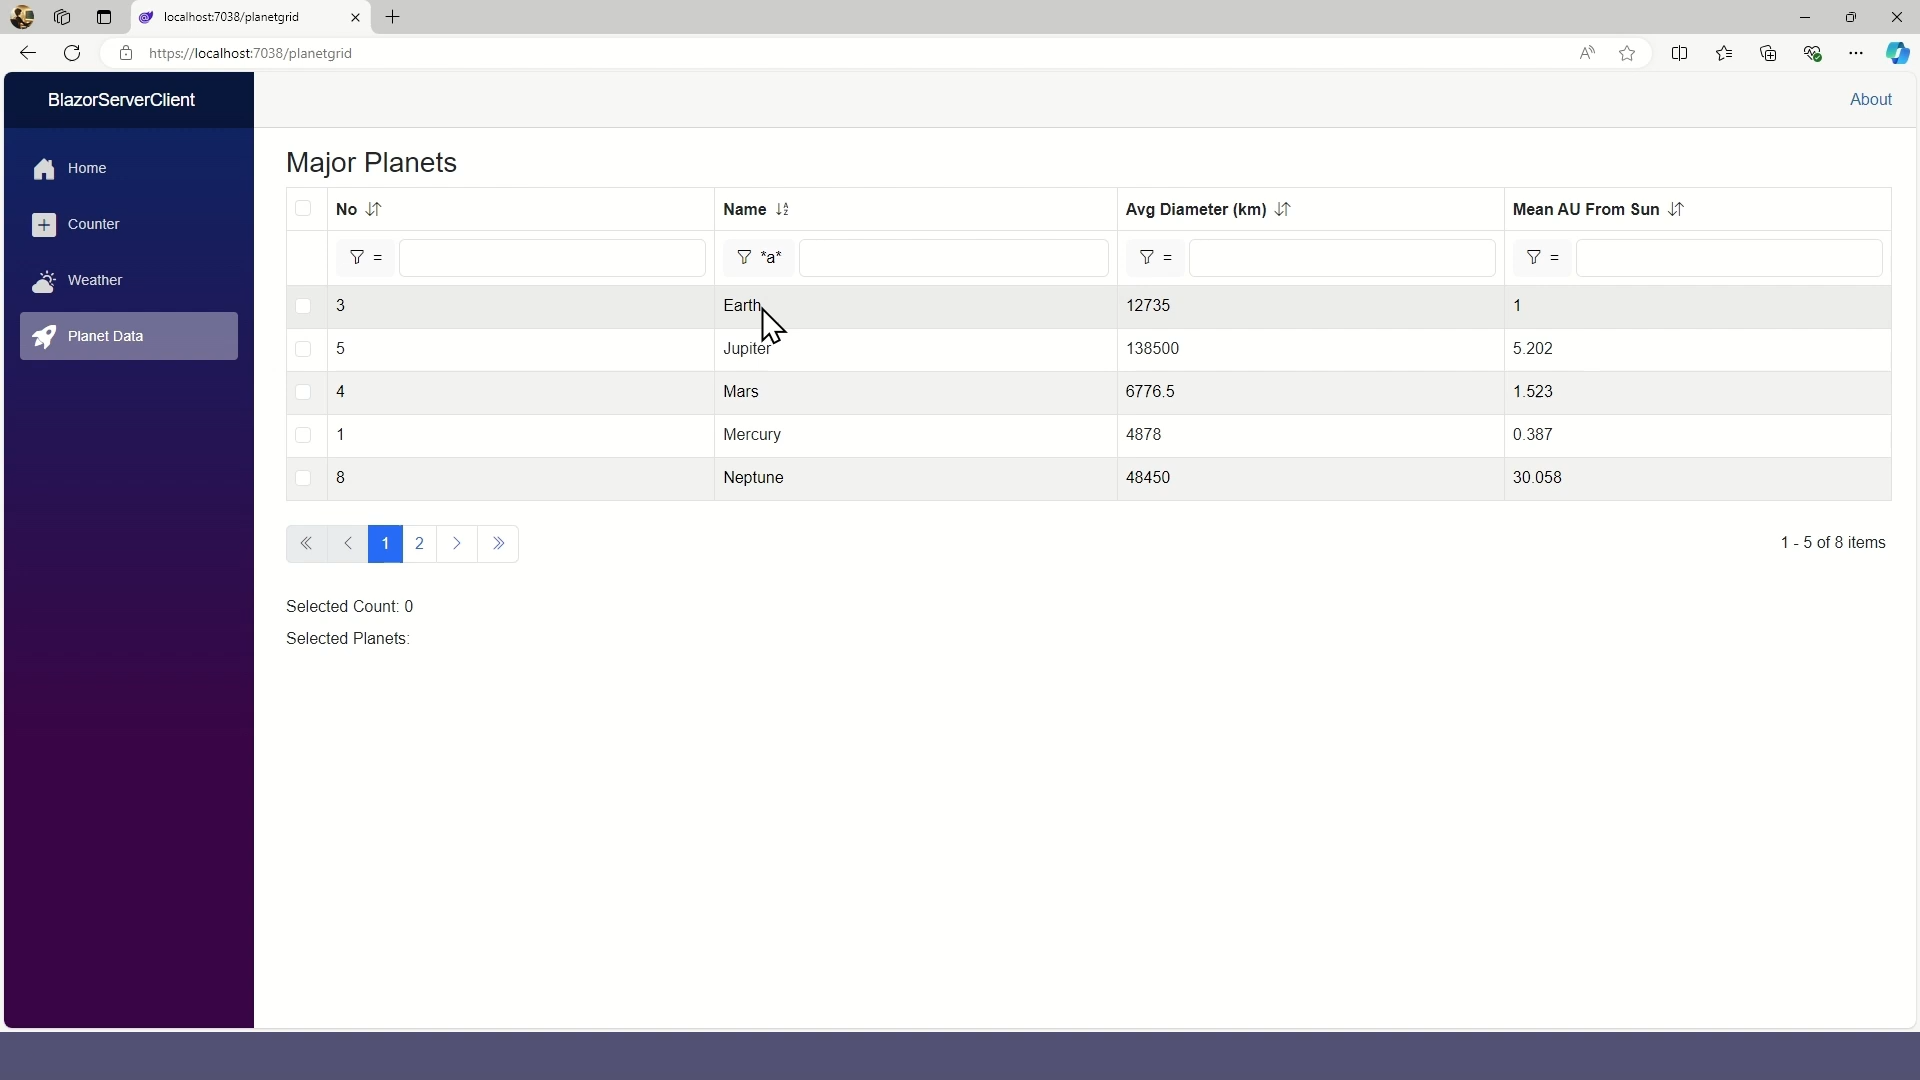 localhost:7038/planetgrid
https://localhost:7038/planetgrid
BlazorServerClient
About
Home
Counter
Weather
Planet Data
Major Planets
No Name Avg Diameter (km) Mean AU From Sun
= *a* = =
3 Earth 12735 1
5 Jupiter 138500 5.202
4 Mars 6776.5 1.523
1 Mercury 4878 0.387
8 Neptune 48450 30.058
1 2 1 - 5 of 8 items
Selected Count: 0
Selected Planets: